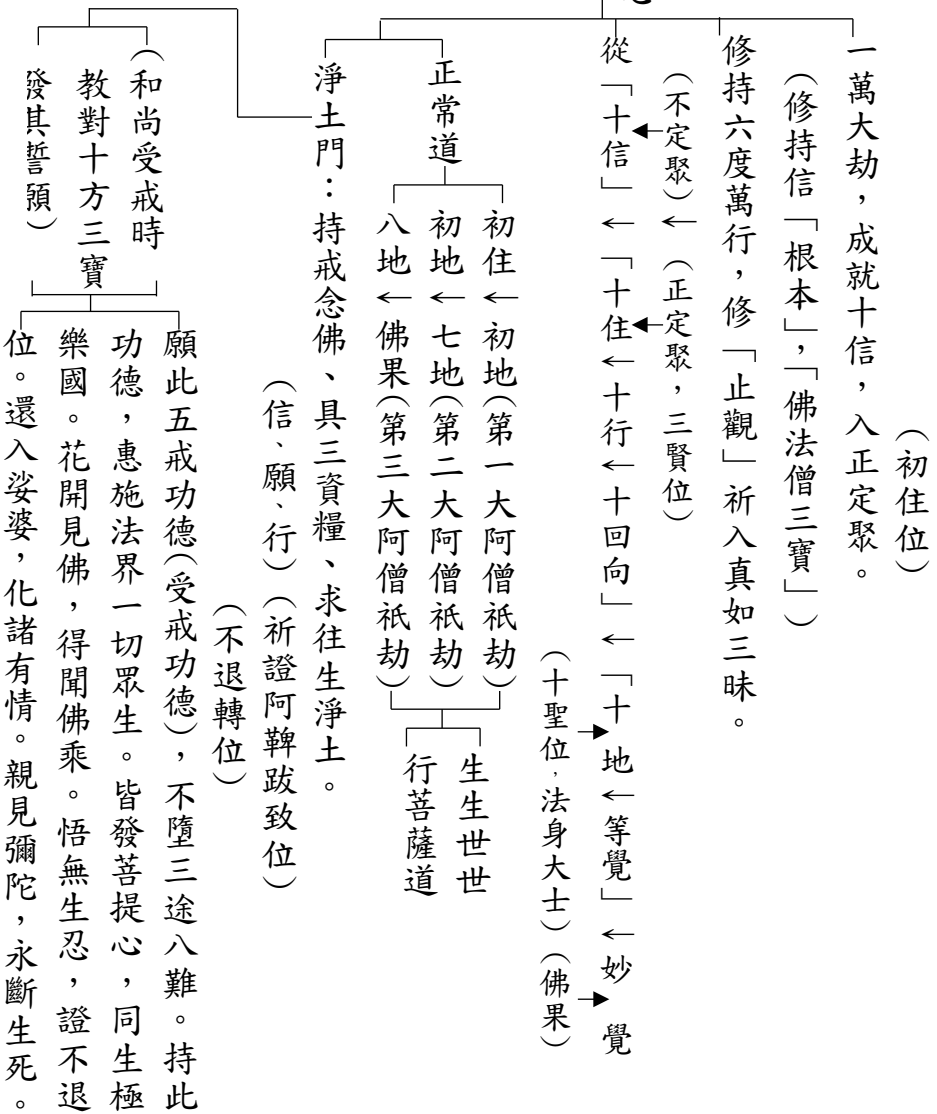 （初住位）
一萬大劫，成就十信，入正定聚。
（修持信「根本」，「佛法僧三寶」）
修持六度萬行，修「止觀」祈入真如三昧。
（不定聚）←（正定聚，三賢位）
從「十信」←「十住←十行←十回向」←「十地←等覺」←妙覺
（十聖位，法身大士）（佛果）
正常道
初住←初地（第一大阿僧祇劫）
初地←七地（第二大阿僧祇劫）
八地←佛果（第三大阿僧祇劫）
生生世世
行菩薩道
淨土門：持戒念佛、具三資糧、求往生淨土。
（信、願、行）（祈證阿鞞跋致位）
（不退轉位）
（和尚受戒時
教對十方三寶
發其誓願）
願此五戒功德（受戒功德），不墮三途八難。持此
功德，惠施法界一切眾生。皆發菩提心，同生極
樂國。花開見佛，得聞佛乘。悟無生忍，證不退
位。還入娑婆，化諸有情。親見彌陀，永斷生死。